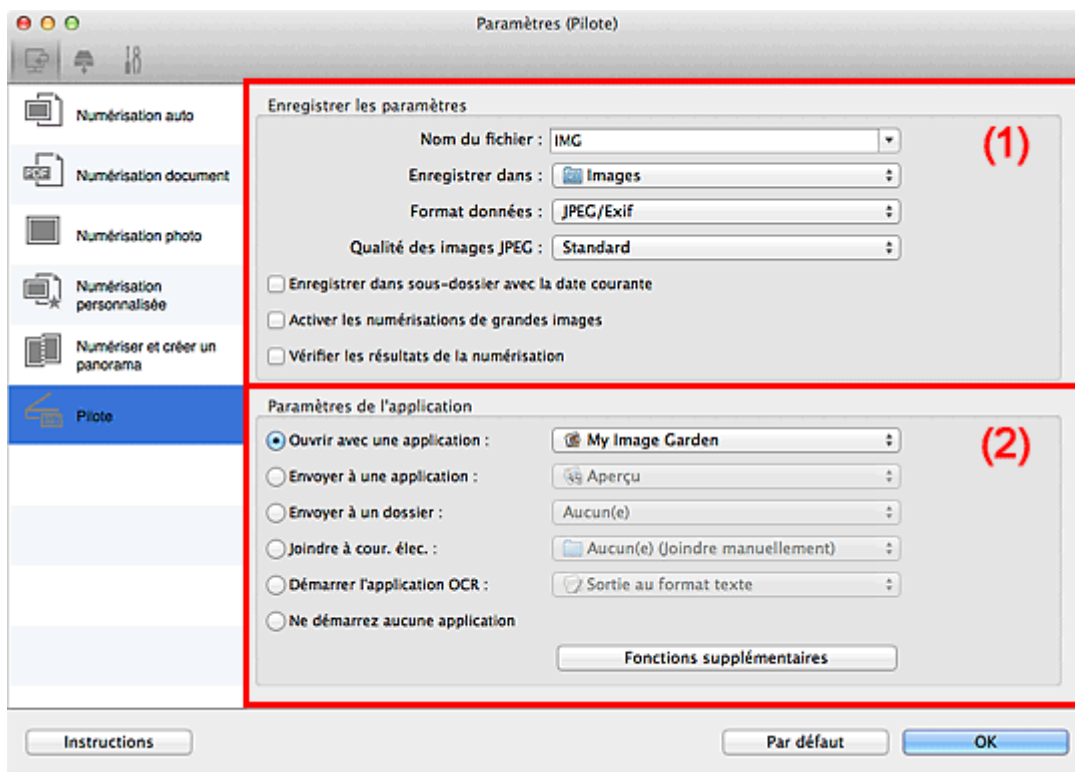 Paramètres (Pilote)
Numérisation auto
Numérisation document
Numérisation photo
Numérisation
personnalisée
Numériser et créer un
panorama
Pilote
Enregistrer les paramètres
(1)
Nom du fichier : IMG
Enregistrer dans : Images
Format données : JPEG/Exif
Qualité des images JPEG : Standard
Enregistrer dans sous-dossier avec la date courante
Activer les numérisations de grandes images
Vérifier les résultats de la numérisation
Paramètres de l'application
(2)
Ouvrir avec une application : My Image Garden
Envoyer à une application : Aperçu
Envoyer à un dossier : Aucun(e)
Joindre à cour. élec. : Aucun(e) (Joindre manuellement)
Démarrer l'application OCR : Sortie au format texte
Ne démarrez aucune application
Fonctions supplémentaires
Instructions
Par défaut
OK
PDF